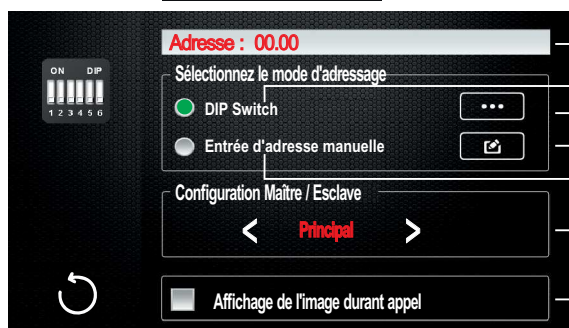 Adresse : 00.00
ON DIP
1 2 3 4 5 6
Sélectionnez le mode d'adressage
DIP Switch
Entrée d'adresse manuelle
Configuration Maître / Esclave
< Principal >
Affichage de l'image durant appel